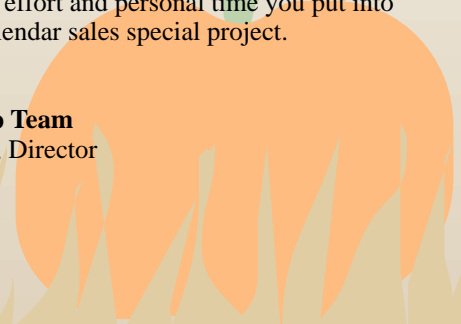 effort and personal time you put into
endar sales special project.
Team
Director